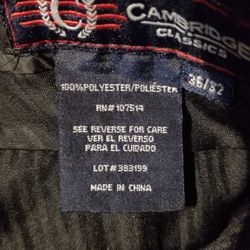 C
CAMBRIDGE
CLASSICS
36/32
100% POLYESTER/POLIÉSTER
RN# 107514
SEE REVERSE FOR CARE
VER EL REVERSO
PARA EL CUIDADO
LOT# 383199
MADE IN CHINA